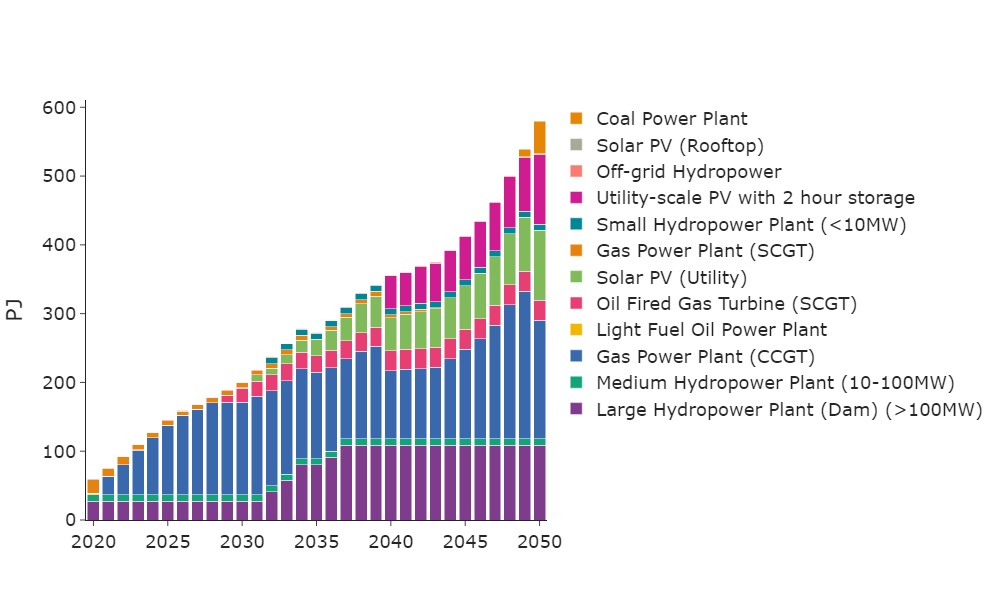 600
500
400
300
200
100
0
PJ
2020 2025 2030 2035 2040 2045 2050
Coal Power Plant
Solar PV (Rooftop)
Off-grid Hydropower
Utility-scale PV with 2 hour storage
Small Hydropower Plant (<10MW)
Gas Power Plant (SCGT)
Solar PV (Utility)
Oil Fired Gas Turbine (SCGT)
Light Fuel Oil Power Plant
Gas Power Plant (CCGT)
Medium Hydropower Plant (10-100MW)
Large Hydropower Plant (Dam) (>100MW)